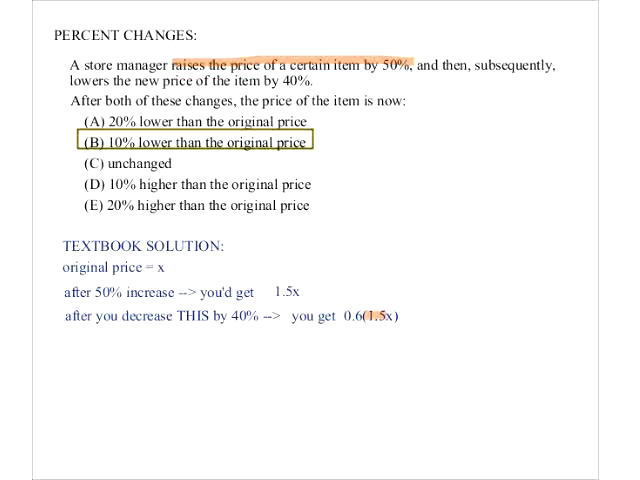 PERCENT CHANGES:
A store manager raises the price of a certain item by 50%, and then, subsequently,
lowers the new price of the item by 40%.
After both of these changes, the price of the item is now:
(A) 20% lower than the original price
(B) 10% lower than the original price
(C) unchanged
(D) 10% higher than the original price
(E) 20% higher than the original price
TEXTBOOK SOLUTION:
original price = x
after 50% increase --> you'd get 1.5x
after you decrease THIS by 40% --> you get 0.6(1.5x)